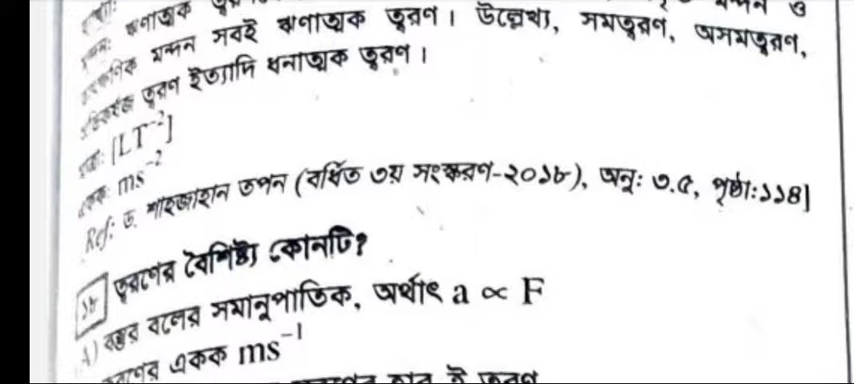 ঋণাত্মক
মন্দন সবই ঋণাত্মক ত্বরণ। উল্লেখ্য, সমত্বরণ, অসমত্বরণ,
ত্বরণ ইত্যাদি ধনাত্মক ত্বরণ।
[LT⁻²]
ms⁻²
Ref: ড. শাহজাহান তপন (বর্ধিত ৩য় সংস্করণ-২০১৮), অনু: ৩.৫, পৃষ্ঠা:১১৪]
১৮ ত্বরণের বৈশিষ্ট্য কোনটি?
A) বস্তুর বলের সমানুপাতিক, অর্থাৎ a ∝ F
একক ms⁻¹
হার ই ত্বরণ